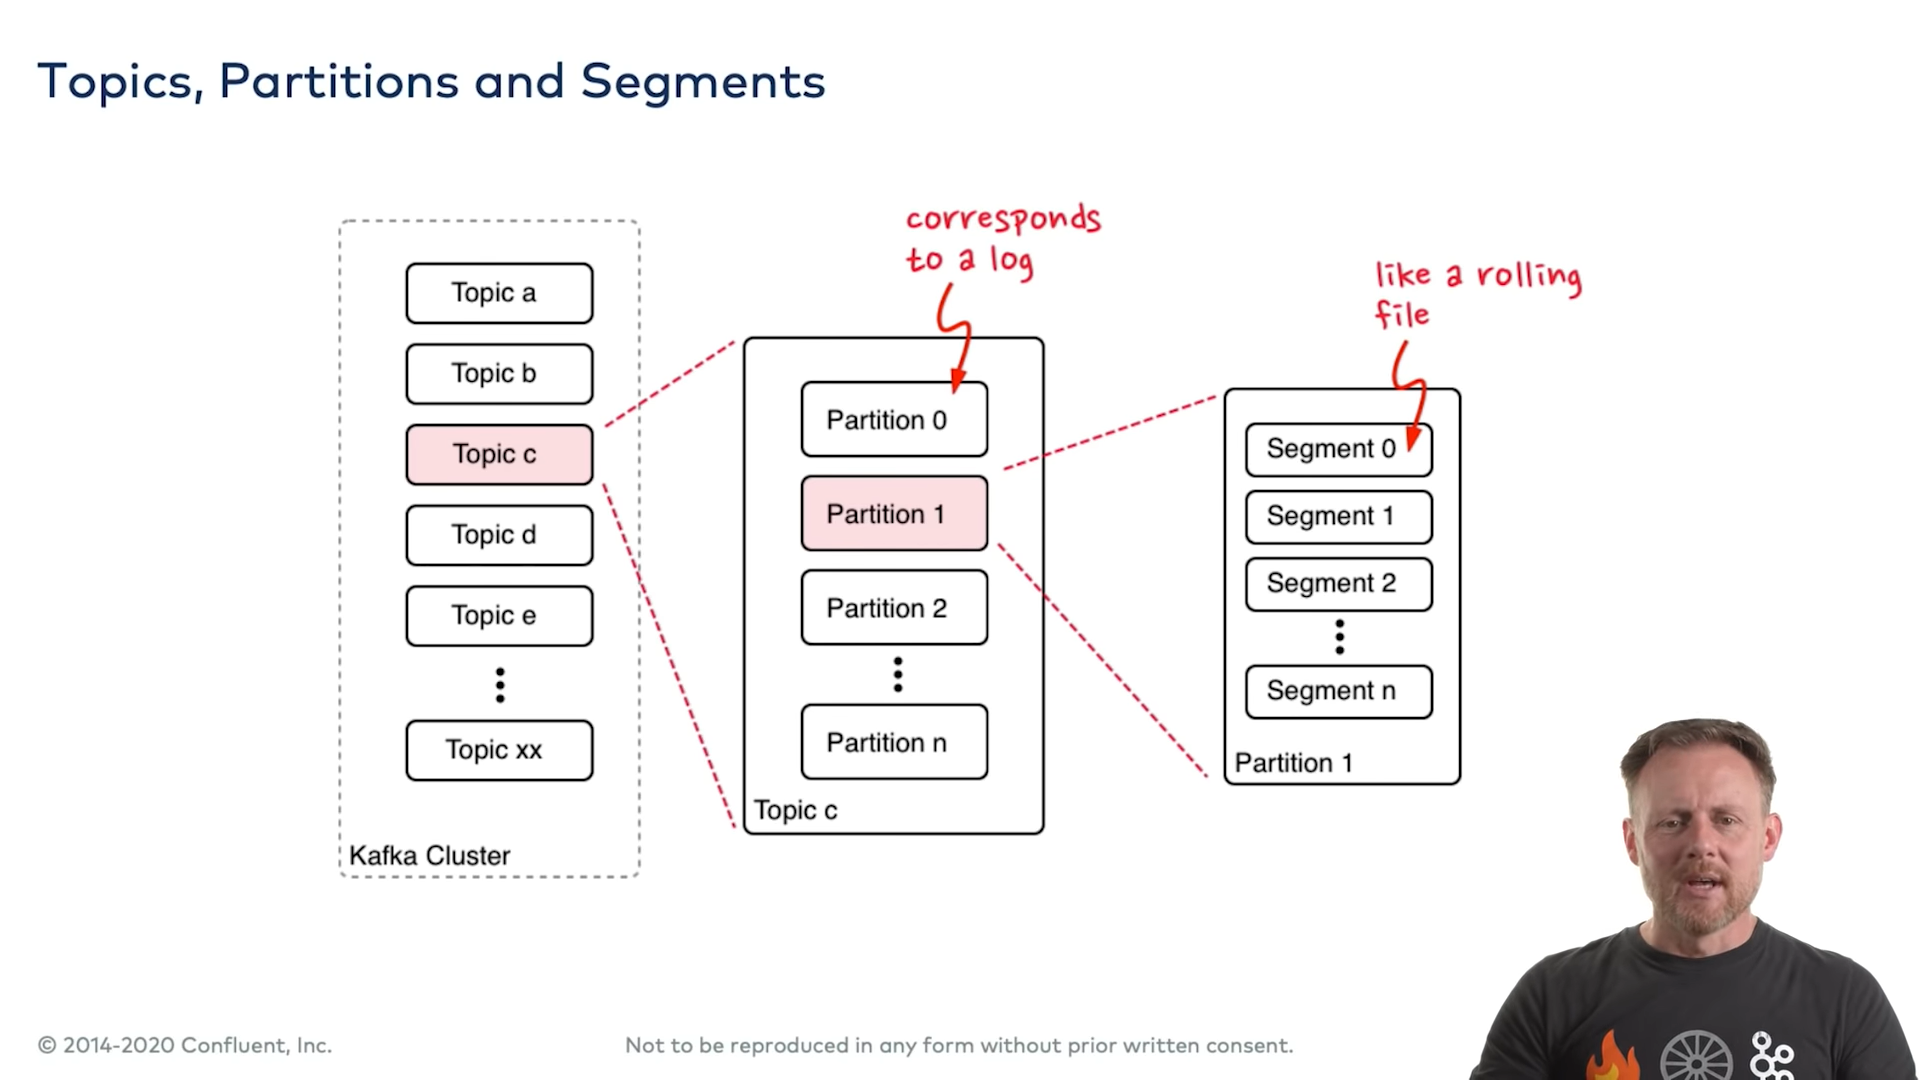 Topics, Partitions and Segments
corresponds
to a log
like a rolling
file
Topic a
Topic b
Topic c
Topic d
Topic e
Topic xx
Kafka Cluster
Partition 0
Partition 1
Partition 2
Partition n
Topic c
Segment 0
Segment 1
Segment 2
Segment n
Partition 1
© 2014-2020 Confluent, Inc.
Not to be reproduced in any form without prior written consent.